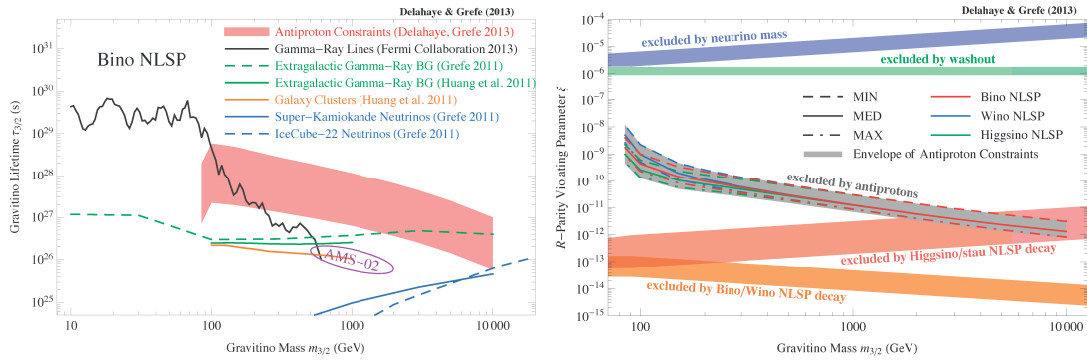 Delahaye & Grefe (2013)
Bino NLSP
Antiproton Constraints (Delahaye, Grefe 2013)
Gamma−Ray Lines (Fermi Collaboration 2013)
Extragalactic Gamma−Ray BG (Grefe 2011)
Extragalactic Gamma−Ray BG (Huang et al. 2011)
Galaxy Clusters (Huang et al. 2011)
Super−Kamiokande Neutrinos (Grefe 2011)
IceCube−22 Neutrinos (Grefe 2011)
AMS−02
Gravitino Lifetime τ3/2 (s)
10^31
10^30
10^29
10^28
10^27
10^26
10^25
10 100 1000 10 000
Gravitino Mass m3/2 (GeV)
Delahaye & Grefe (2013)
excluded by neutrino mass
excluded by washout
MIN
MED
MAX
Bino NLSP
Wino NLSP
Higgsino NLSP
Envelope of Antiproton Constraints
excluded by antiprotons
excluded by Higgsino/stau NLSP decay
excluded by Bino/Wino NLSP decay
R−Parity Violating Parameter ξ
10^−4
10^−5
10^−6
10^−7
10^−8
10^−9
10^−10
10^−11
10^−12
10^−13
10^−14
10^−15
100 1000 10 000
Gravitino Mass m3/2 (GeV)